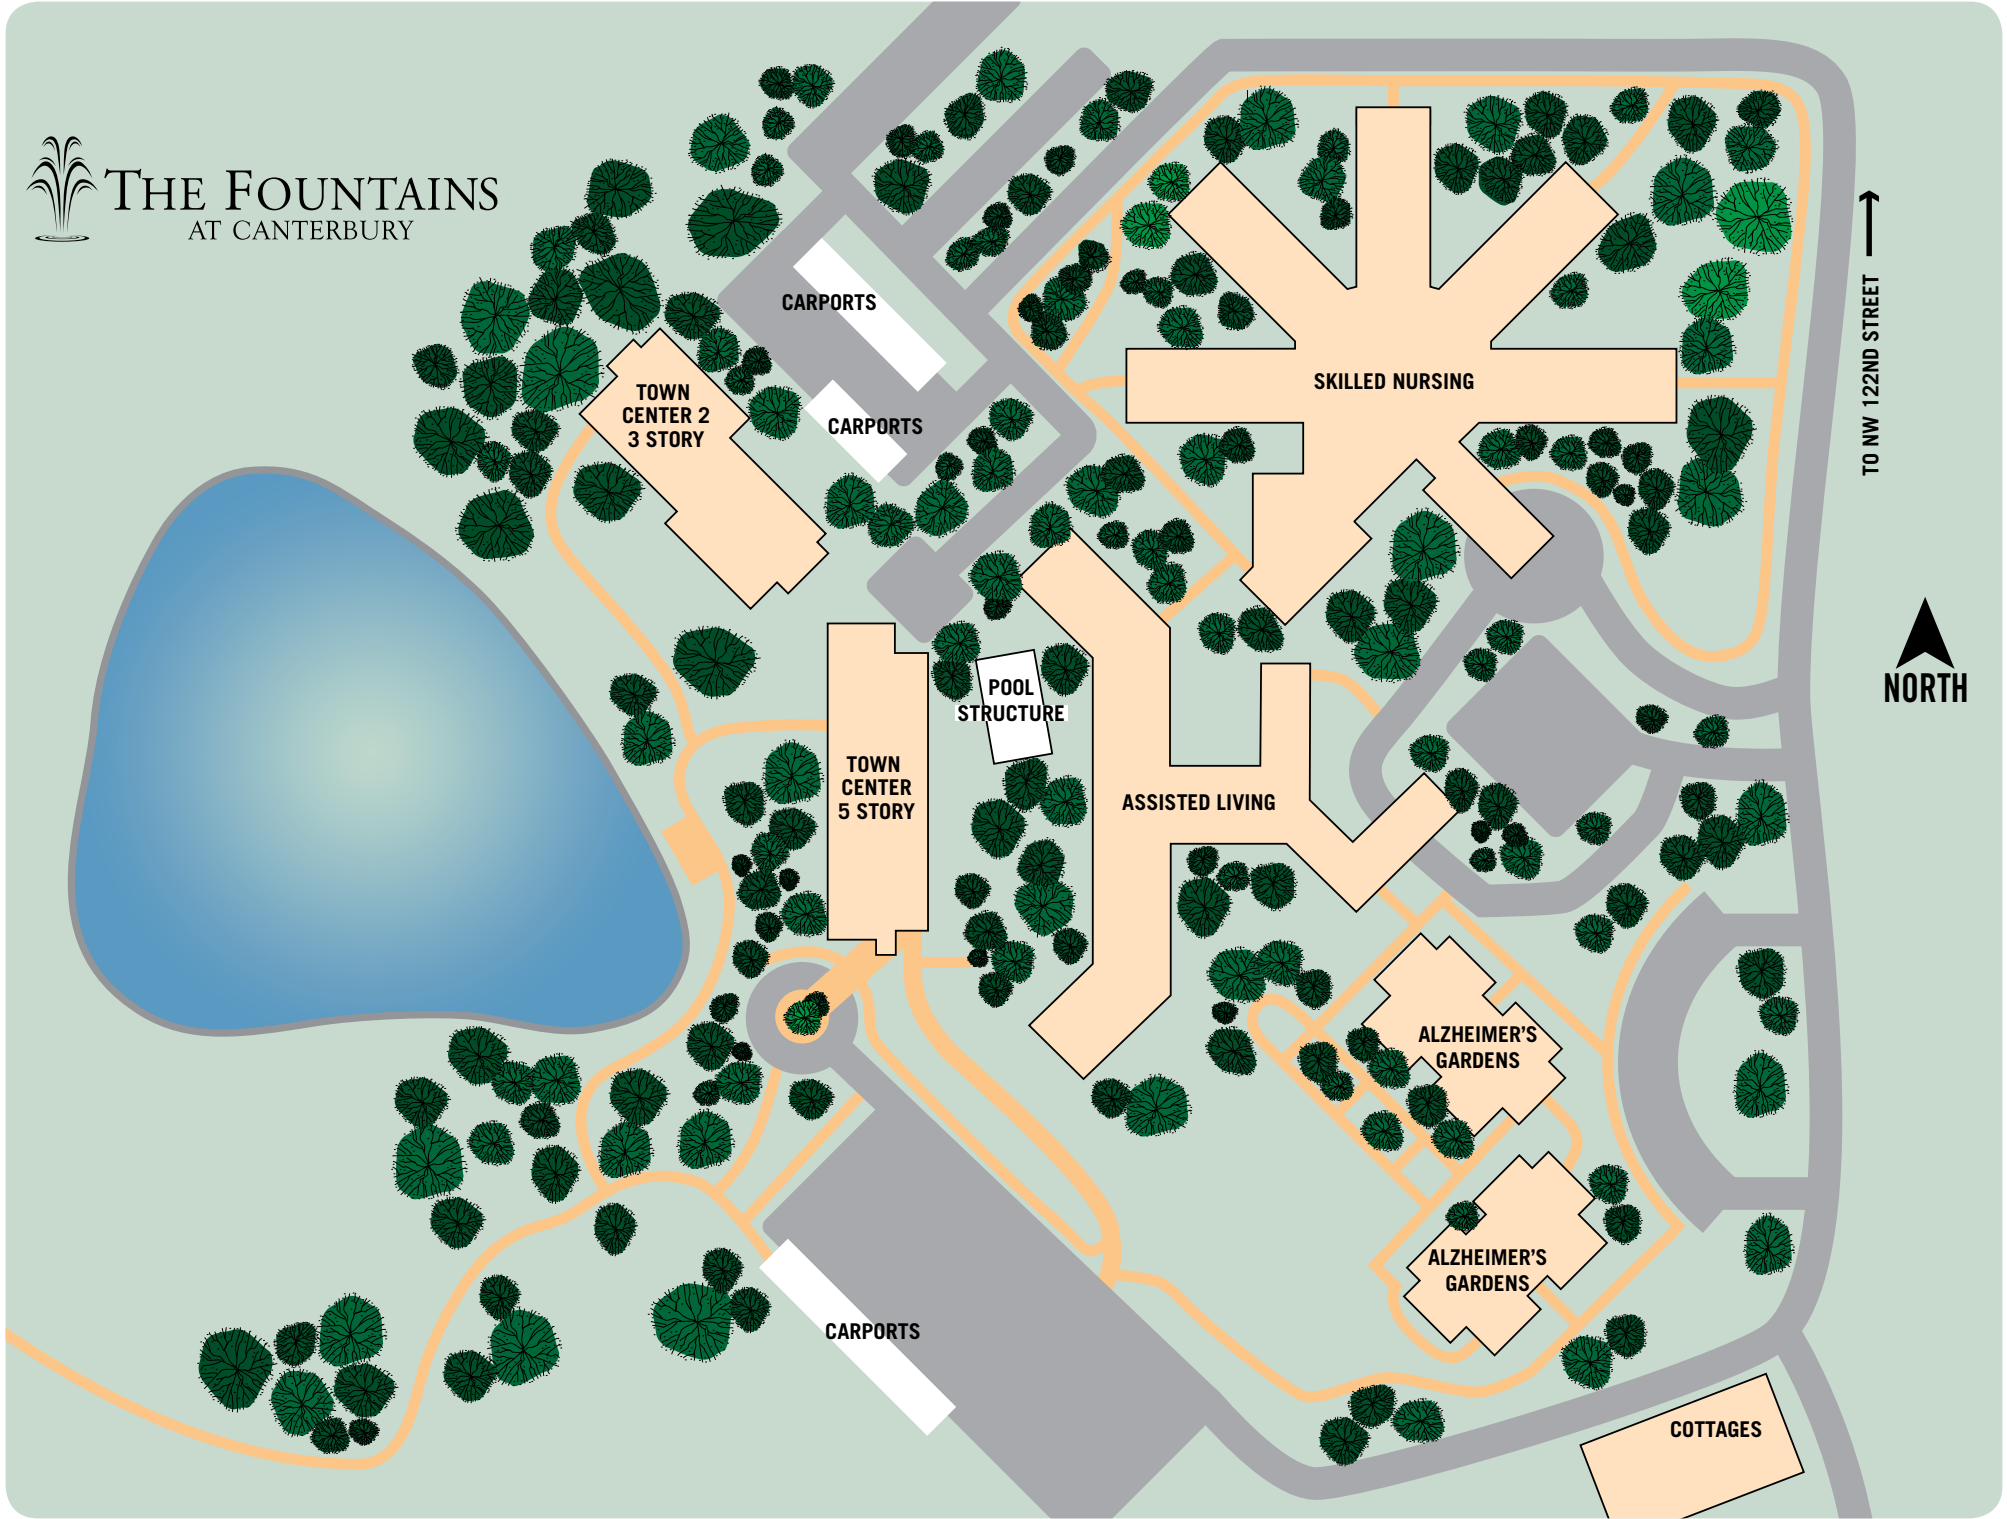 THE FOUNTAINS
AT CANTERBURY
CARPORTS
TO NW 122ND STREET
SKILLED NURSING
TOWN
CENTER 2
3 STORY
CARPORTS
NORTH
POOL
STRUCTURE
TOWN
CENTER
5 STORY
ASSISTED LIVING
ALZHEIMER'S
GARDENS
ALZHEIMER'S
GARDENS
CARPORTS
COTTAGES